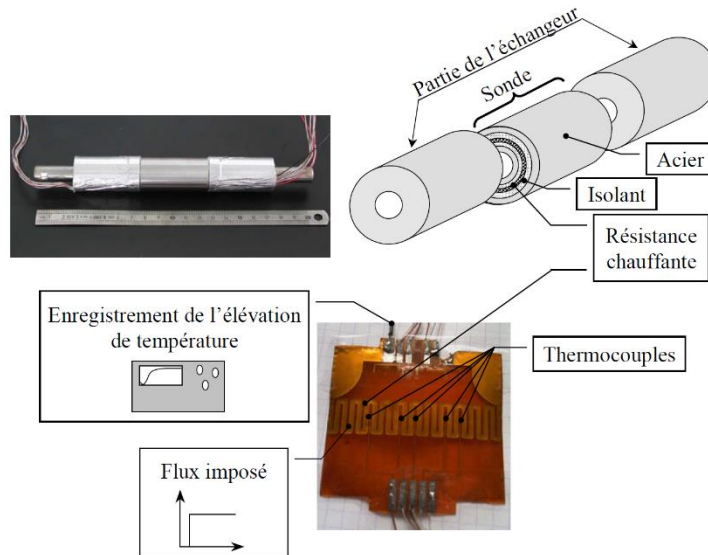 Partie de l'échangeur
Sonde
Acier
Isolant
Résistance
chauffante
Enregistrement de l'élévation
de température
Thermocouples
Flux imposé